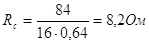 R_c = 84 / (16·0,64) = 8,2Ом